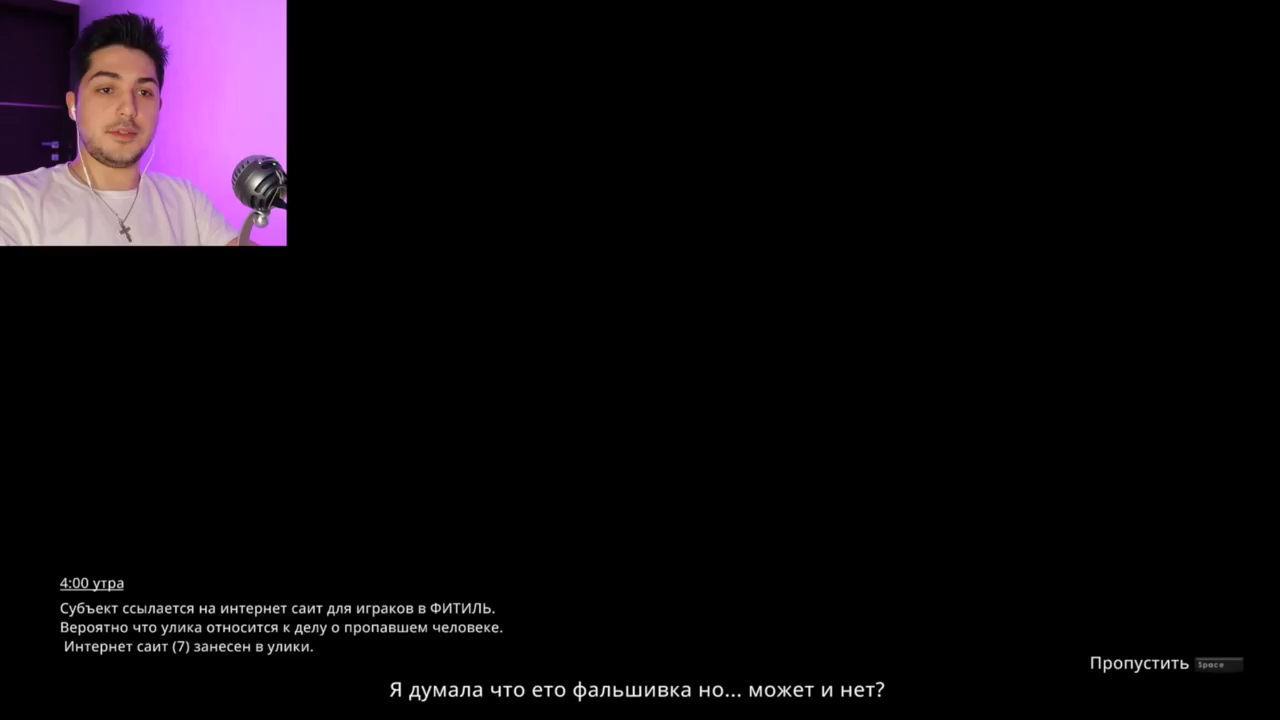 4:00 утра
Субъект ссылается на интернет саит для играков в ФИТИЛЬ.
Вероятно что улика относится к делу о пропавшем человеке.
Интернет саит (7) занесен в улики.
Пропустить Space
Я думала что ето фальшивка но... может и нет?